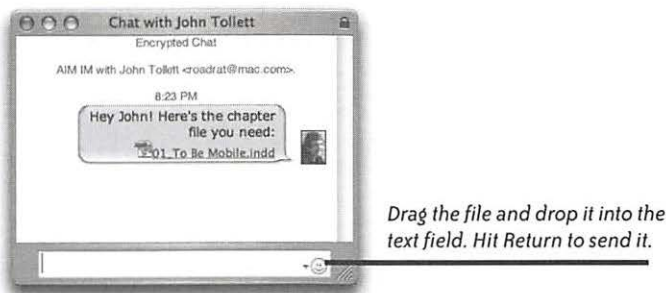 Chat with John Tollett
Encrypted Chat
AIM IM with John Tollett <roadrat@mac.com>.
8:23 PM
Hey John! Here's the chapter
file you need:
01_To Be Mobile.indd
Drag the file and drop it into the
text field. Hit Return to send it.